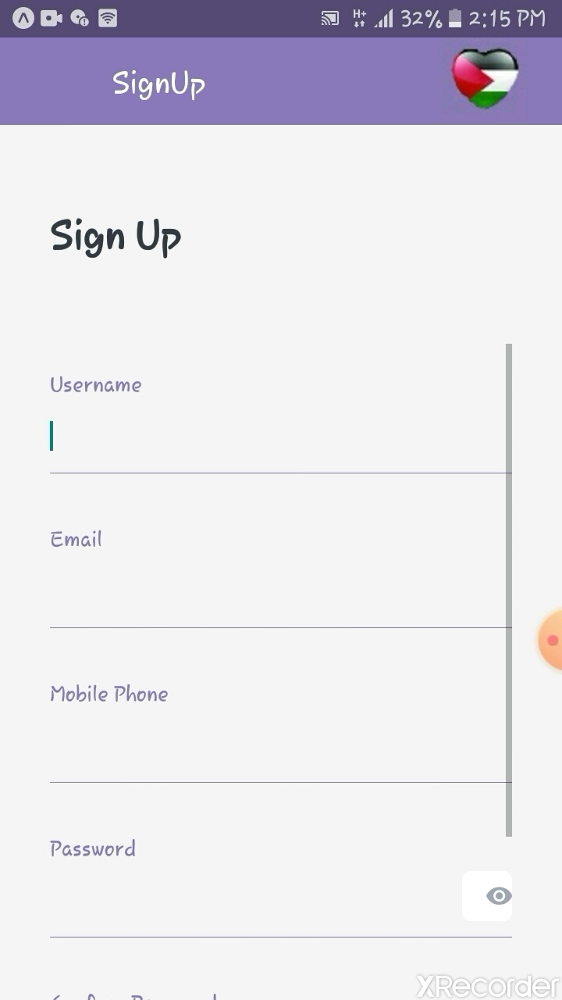 H+ 32% 2:15 PM
SignUp
Sign Up
Username
Email
Mobile Phone
Password
XRecorder